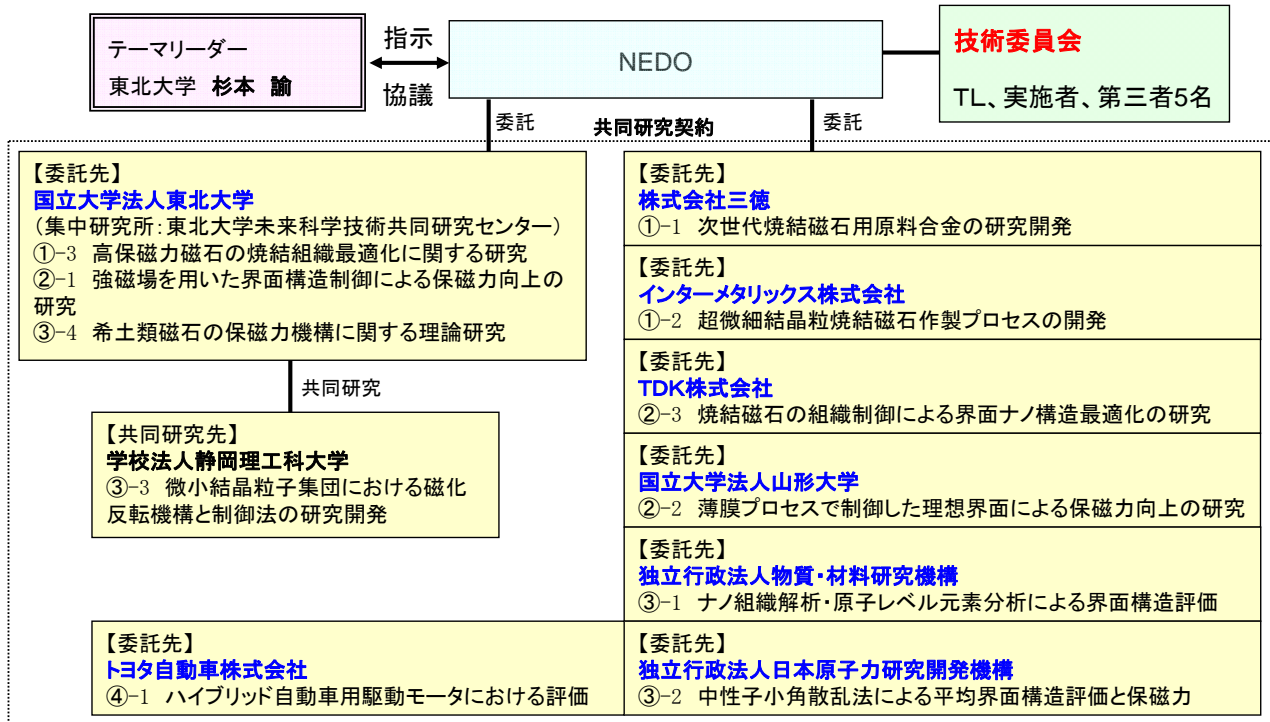 テーマリーダー
東北大学 杉本 諭
指示
協議
NEDO
技術委員会
TL、実施者、第三者5名
委託
共同研究契約
委託
【委託先】
国立大学法人東北大学
(集中研究所:東北大学未来科学技術共同研究センター)
①-3 高保磁力磁石の焼結組織最適化に関する研究
②-1 強磁場を用いた界面構造制御による保磁力向上の
研究
③-4 希土類磁石の保磁力機構に関する理論研究
共同研究
【共同研究先】
学校法人静岡理工科大学
③-3 微小結晶粒子集団における磁化
反転機構と制御法の研究開発
【委託先】
トヨタ自動車株式会社
④-1 ハイブリッド自動車用駆動モータにおける評価
【委託先】
株式会社三徳
①-1 次世代焼結磁石用原料合金の研究開発
【委託先】
インターメタリックス株式会社
①-2 超微細結晶粒焼結磁石作製プロセスの開発
【委託先】
TDK株式会社
②-3 焼結磁石の組織制御による界面ナノ構造最適化の研究
【委託先】
国立大学法人山形大学
②-2 薄膜プロセスで制御した理想界面による保磁力向上の研究
【委託先】
独立行政法人物質・材料研究機構
③-1 ナノ組織解析・原子レベル元素分析による界面構造評価
【委託先】
独立行政法人日本原子力研究開発機構
③-2 中性子小角散乱法による平均界面構造評価と保磁力